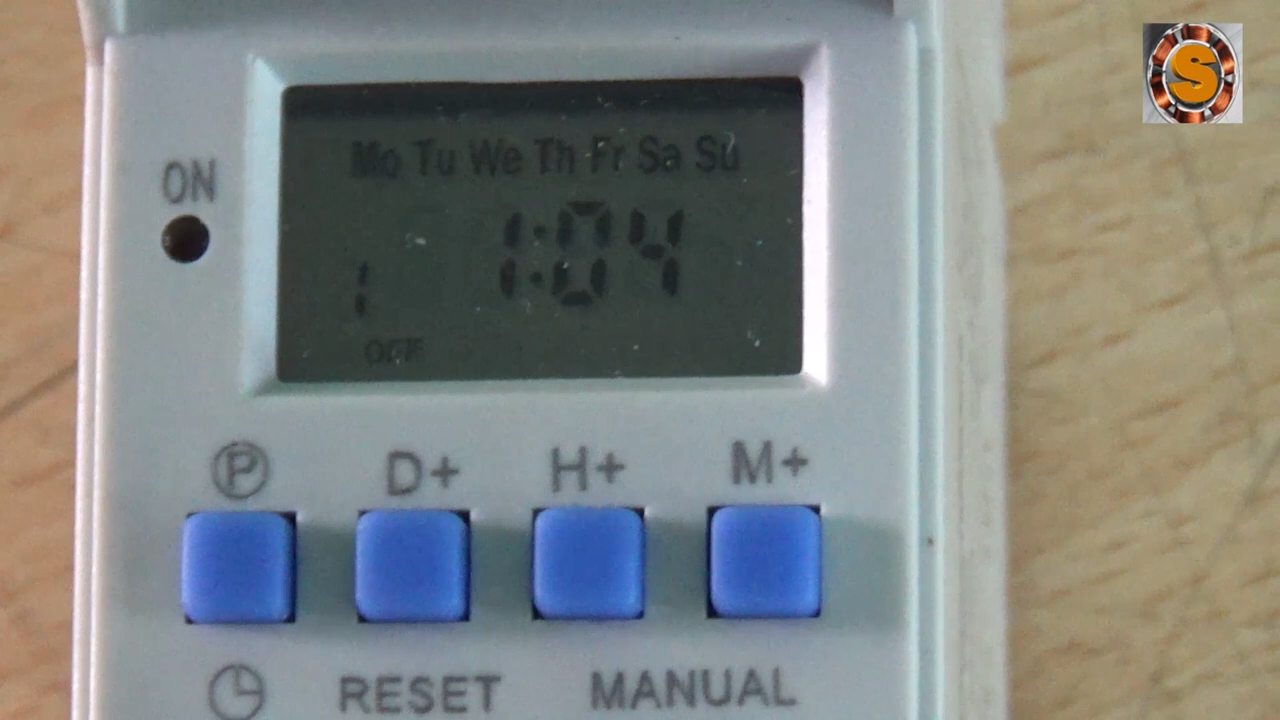 S
ON
Mo Tu We Th Fr Sa Su
1 1:04
OFF
P D+ H+ M+
RESET MANUAL